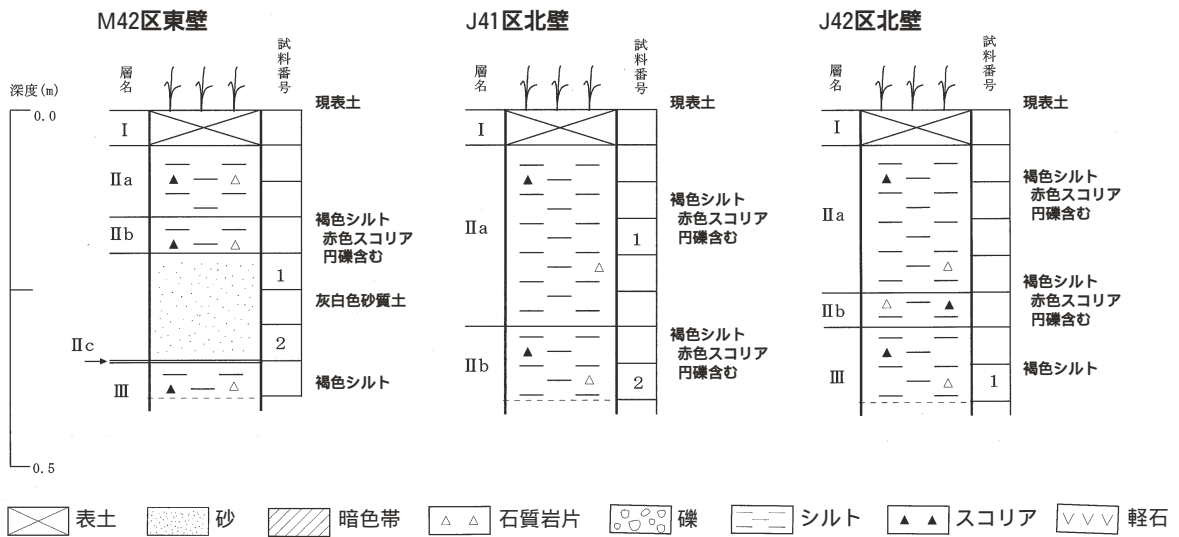 M42区東壁
深度(m)
0.0
0.5
層名
試料番号
現表土
Ⅰ
Ⅱa
Ⅱb
褐色シルト
赤色スコリア
円礫含む
1
灰白色砂質土
2
Ⅱc
Ⅲ
褐色シルト
J41区北壁
層名
試料番号
現表土
Ⅰ
Ⅱa
褐色シルト
赤色スコリア
円礫含む
1
Ⅱb
褐色シルト
赤色スコリア
円礫含む
2
J42区北壁
層名
試料番号
現表土
Ⅰ
Ⅱa
褐色シルト
赤色スコリア
円礫含む
Ⅱb
褐色シルト
赤色スコリア
円礫含む
Ⅲ
褐色シルト
1
表土 砂 暗色帯 石質岩片 礫 シルト スコリア 軽石